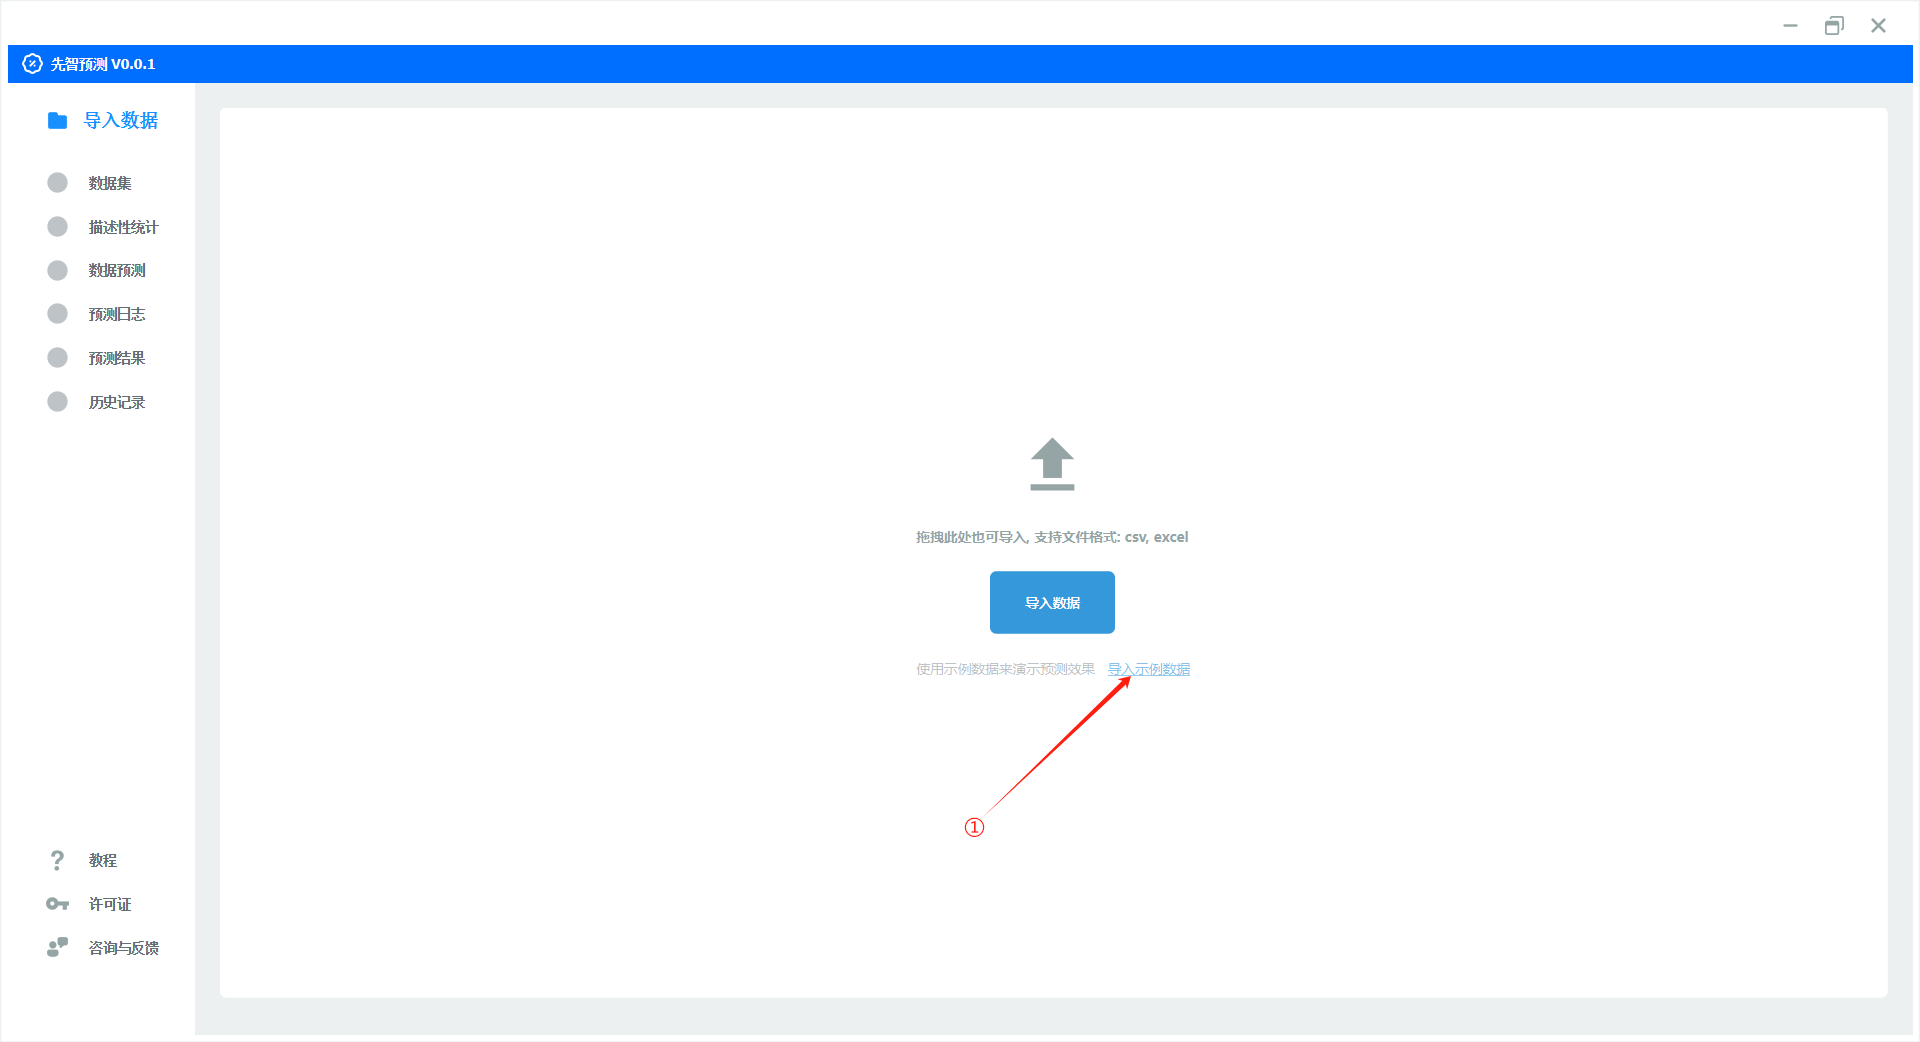 先智预测 V0.0.1
导入数据
数据集
描述性统计
数据预测
预测日志
预测结果
历史记录
拖拽此处也可导入, 支持文件格式: csv, excel
导入数据
使用示例数据来演示预测效果 导入示例数据
①
教程
许可证
咨询与反馈